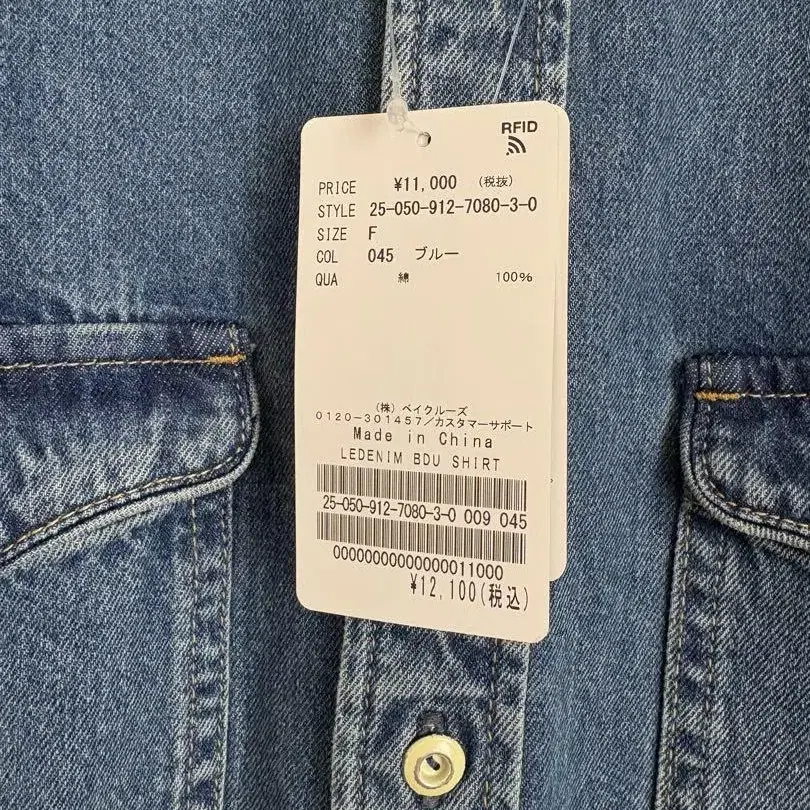 RFID
PRICE ¥11,000 (税抜)
STYLE 25-050-912-7080-3-0
SIZE F
COL 045 ブルー
QUA 綿 100%
(株) ベイクルーズ
0120-301457/カスタマーサポート
Made in China
LEDENIM BDU SHIRT
25-050-912-7080-3-0 009 045
00000000000000011000
¥12,100(税込)